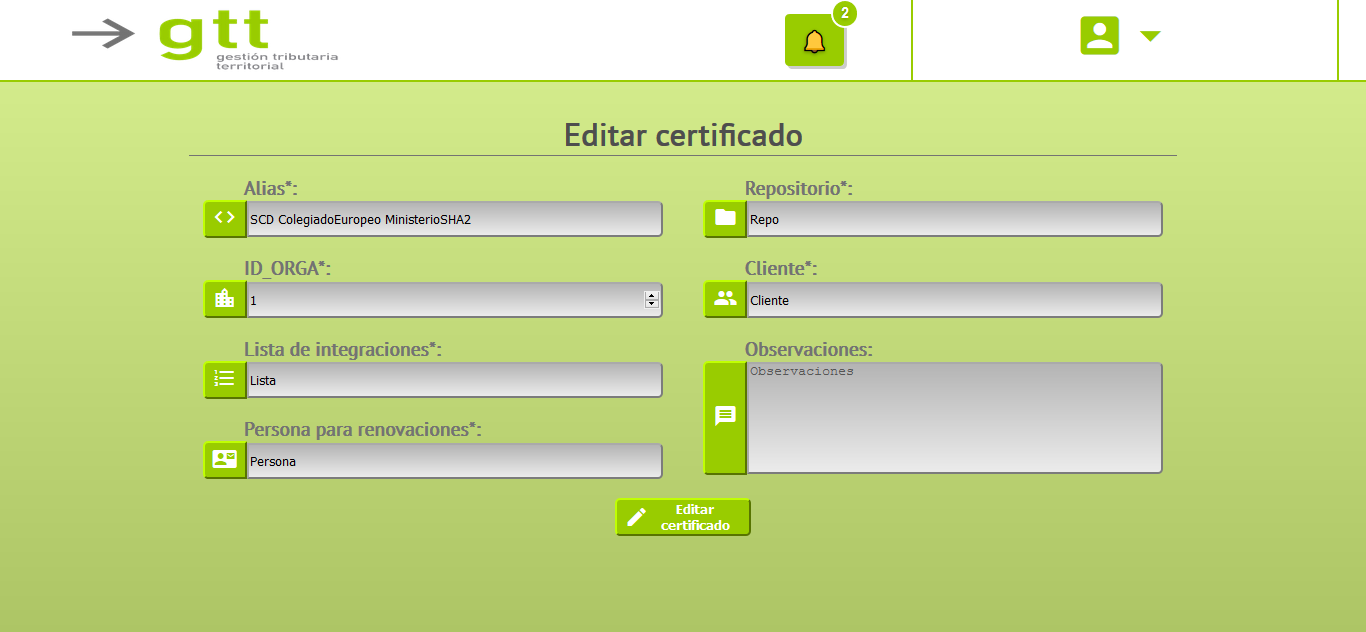 gtt
gestión tributaria
territorial
2
Editar certificado
Alias*:
SCD ColegiadoEuropeo MinisterioSHA2
Repositorio*:
Repo
ID_ORGA*:
1
Cliente*:
Cliente
Lista de integraciones*:
Lista
Observaciones:
Observaciones
Persona para renovaciones*:
Persona
Editar
certificado